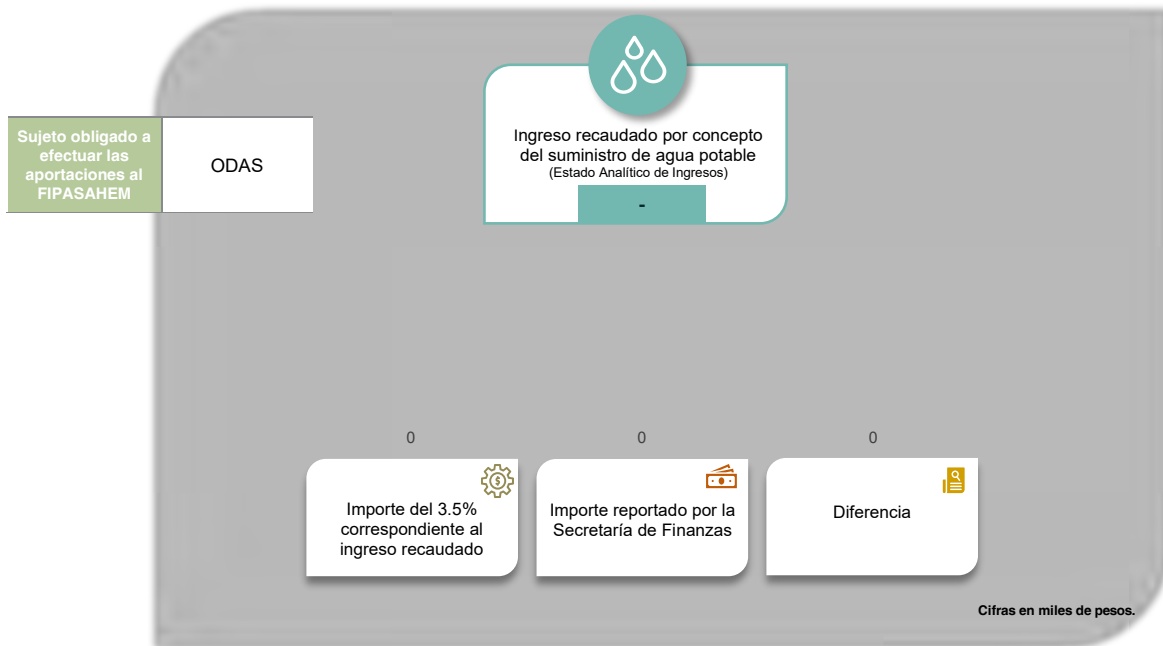 Sujeto obligado a
efectuar las
aportaciones al
FIPASAHEM
ODAS
Ingreso recaudado por concepto
del suministro de agua potable
(Estado Analítico de Ingresos)
-
0
0
0
Importe del 3.5%
correspondiente al
ingreso recaudado
Importe reportado por la
Secretaría de Finanzas
Diferencia
Cifras en miles de pesos.